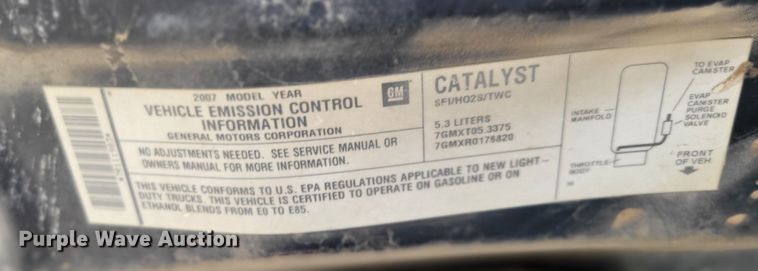 2007 MODEL YEAR
VEHICLE EMISSION CONTROL
INFORMATION
GENERAL MOTORS CORPORATION
GM
NO ADJUSTMENTS NEEDED. SEE SERVICE MANUAL OR
OWNERS MANUAL FOR MORE INFORMATION.
THIS VEHICLE CONFORMS TO U.S. EPA REGULATIONS APPLICABLE TO NEW LIGHT-
DUTY TRUCKS. THIS VEHICLE IS CERTIFIED TO OPERATE ON GASOLINE OR ON
ETHANOL BLENDS FROM E0 TO E85.
CATALYST
SFI/HO2S/TWC
5.3 LITERS
7GMXT05.3375
7GMXR0176820
INTAKE
MANIFOLD
THROTTLE
BODY
TO EVAP
CANISTER
EVAP
CANISTER
PURGE
SOLENOID
VALVE
FRONT
OF VEH
Purple Wave Auction